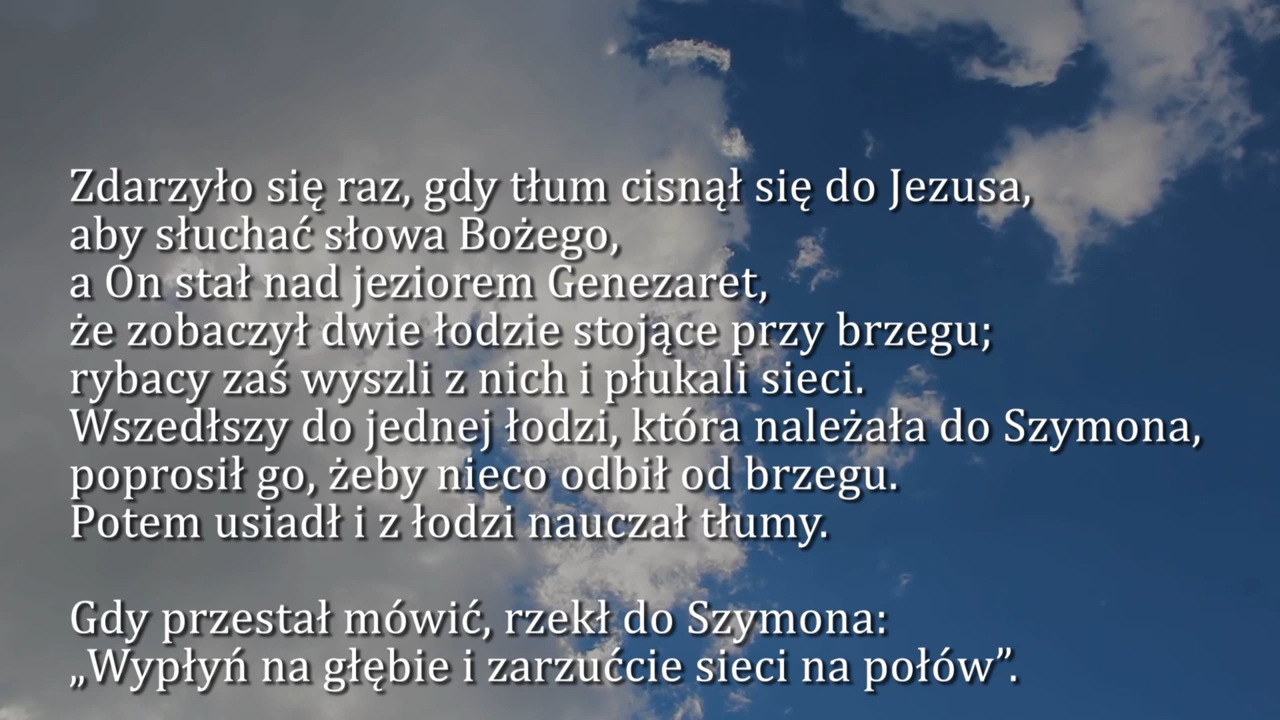 Zdarzyło się raz, gdy tłum cisnął się do Jezusa,
aby słuchać słowa Bożego,
a On stał nad jeziorem Genezaret,
że zobaczył dwie łodzie stojące przy brzegu;
rybacy zaś wyszli z nich i płukali sieci.
Wszedłszy do jednej łodzi, która należała do Szymona,
poprosił go, żeby nieco odbił od brzegu.
Potem usiadł i z łodzi nauczał tłumy.
Gdy przestał mówić, rzekł do Szymona:
„Wypłyń na głębie i zarzućcie sieci na połów”.